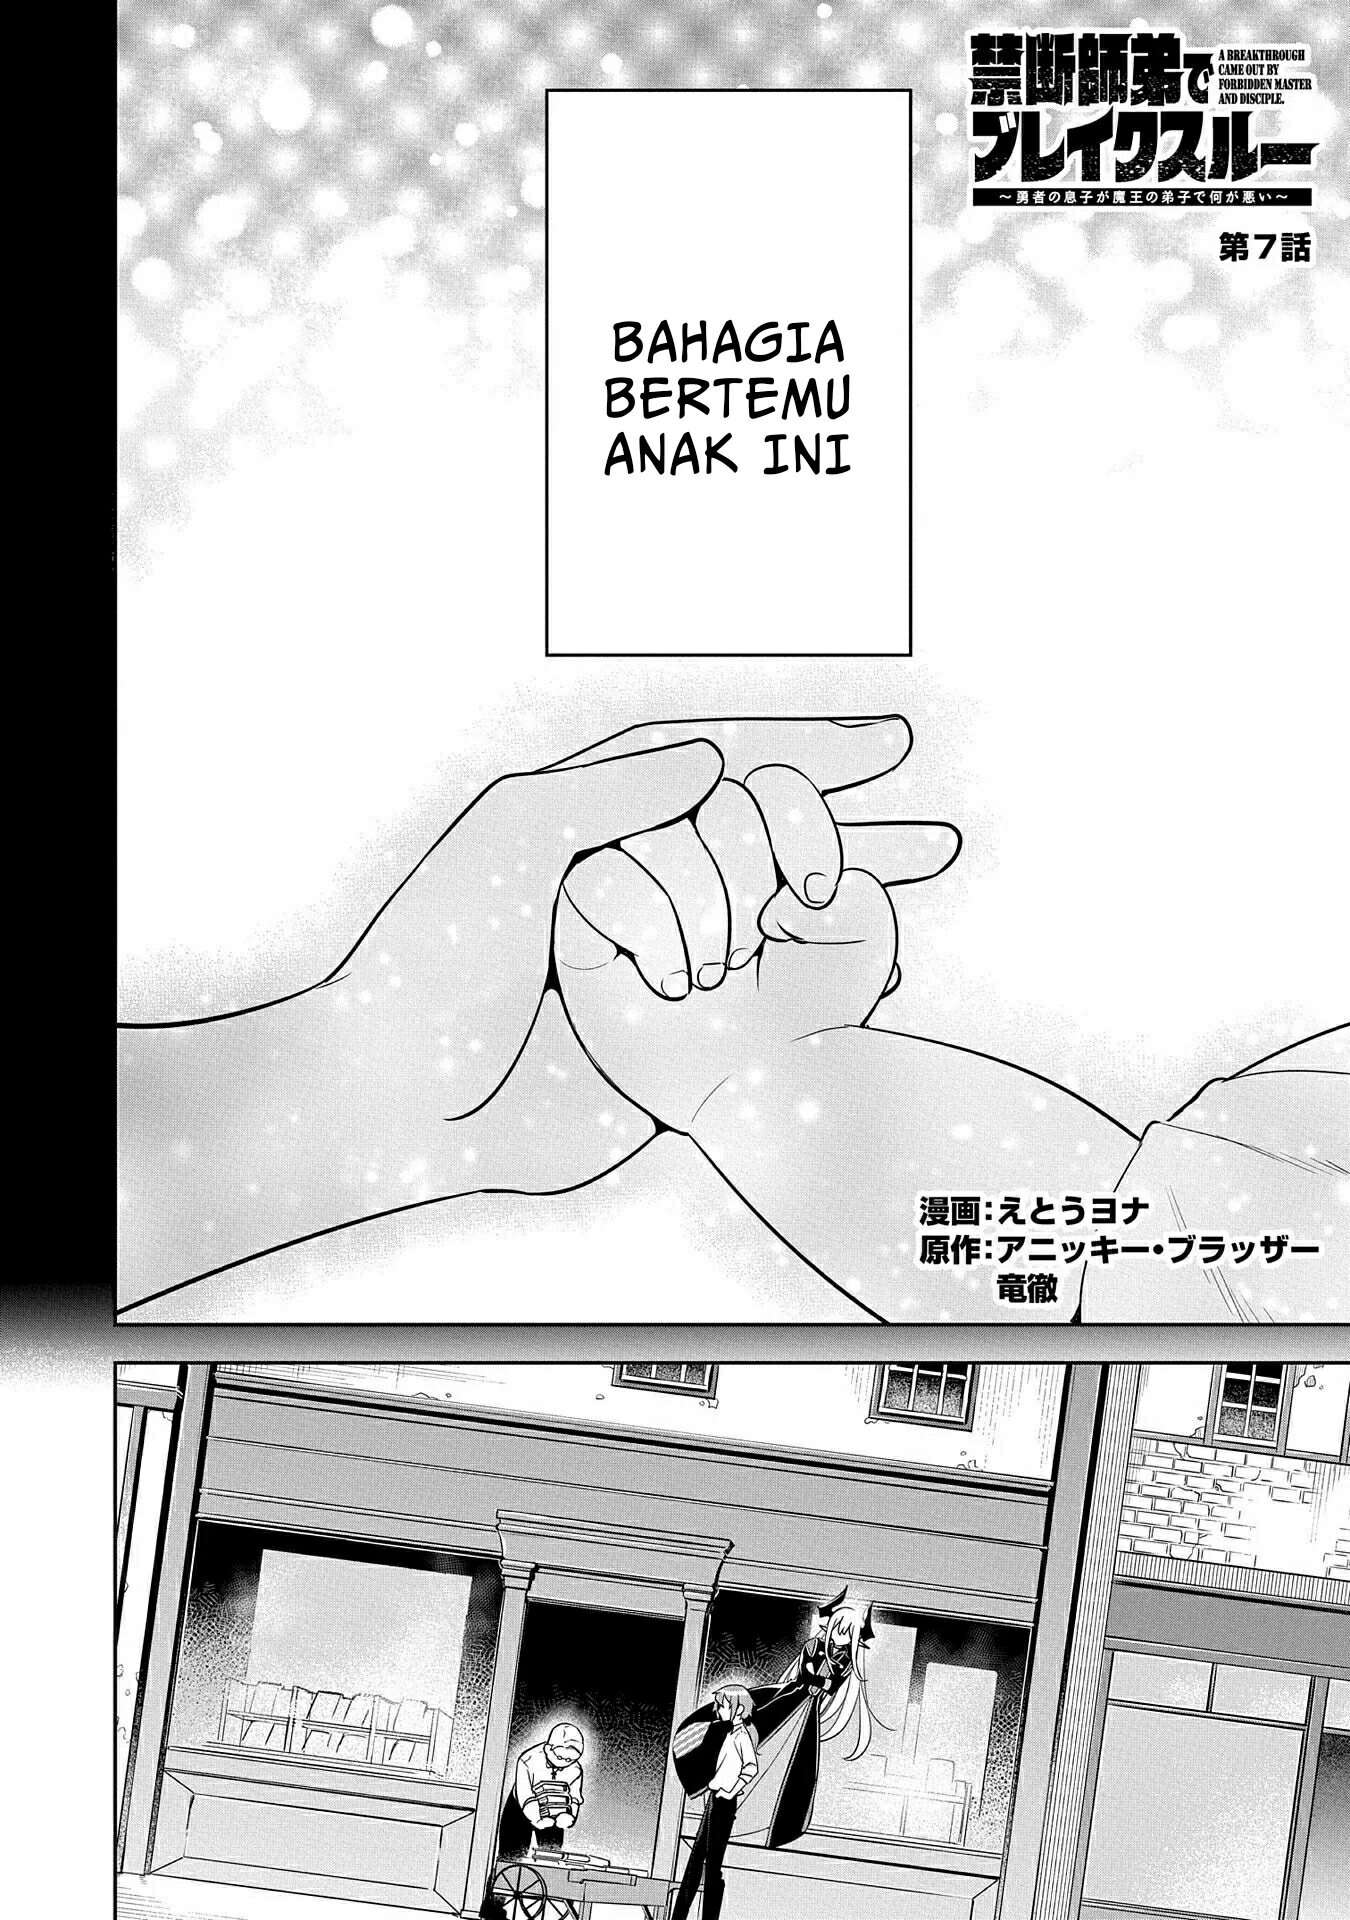 禁断師弟で
ブレイクスルー
A BREAKTHROUGH
CAME OUT BY
FORBIDDEN MASTER
AND DISCIPLE.
～勇者の息子が魔王の弟子で何が悪い～
第7話
BAHAGIA
BERTEMU
ANAK INI
漫画：えとうヨナ
原作：アニッキー・ブラッザー
竜徹